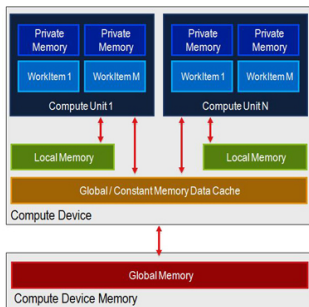 Private Memory
Private Memory
Private Memory
Private Memory
WorkItem 1
WorkItem M
WorkItem 1
WorkItem M
Compute Unit 1
Compute Unit N
Local Memory
Local Memory
Global / Constant Memory Data Cache
Compute Device
Global Memory
Compute Device Memory